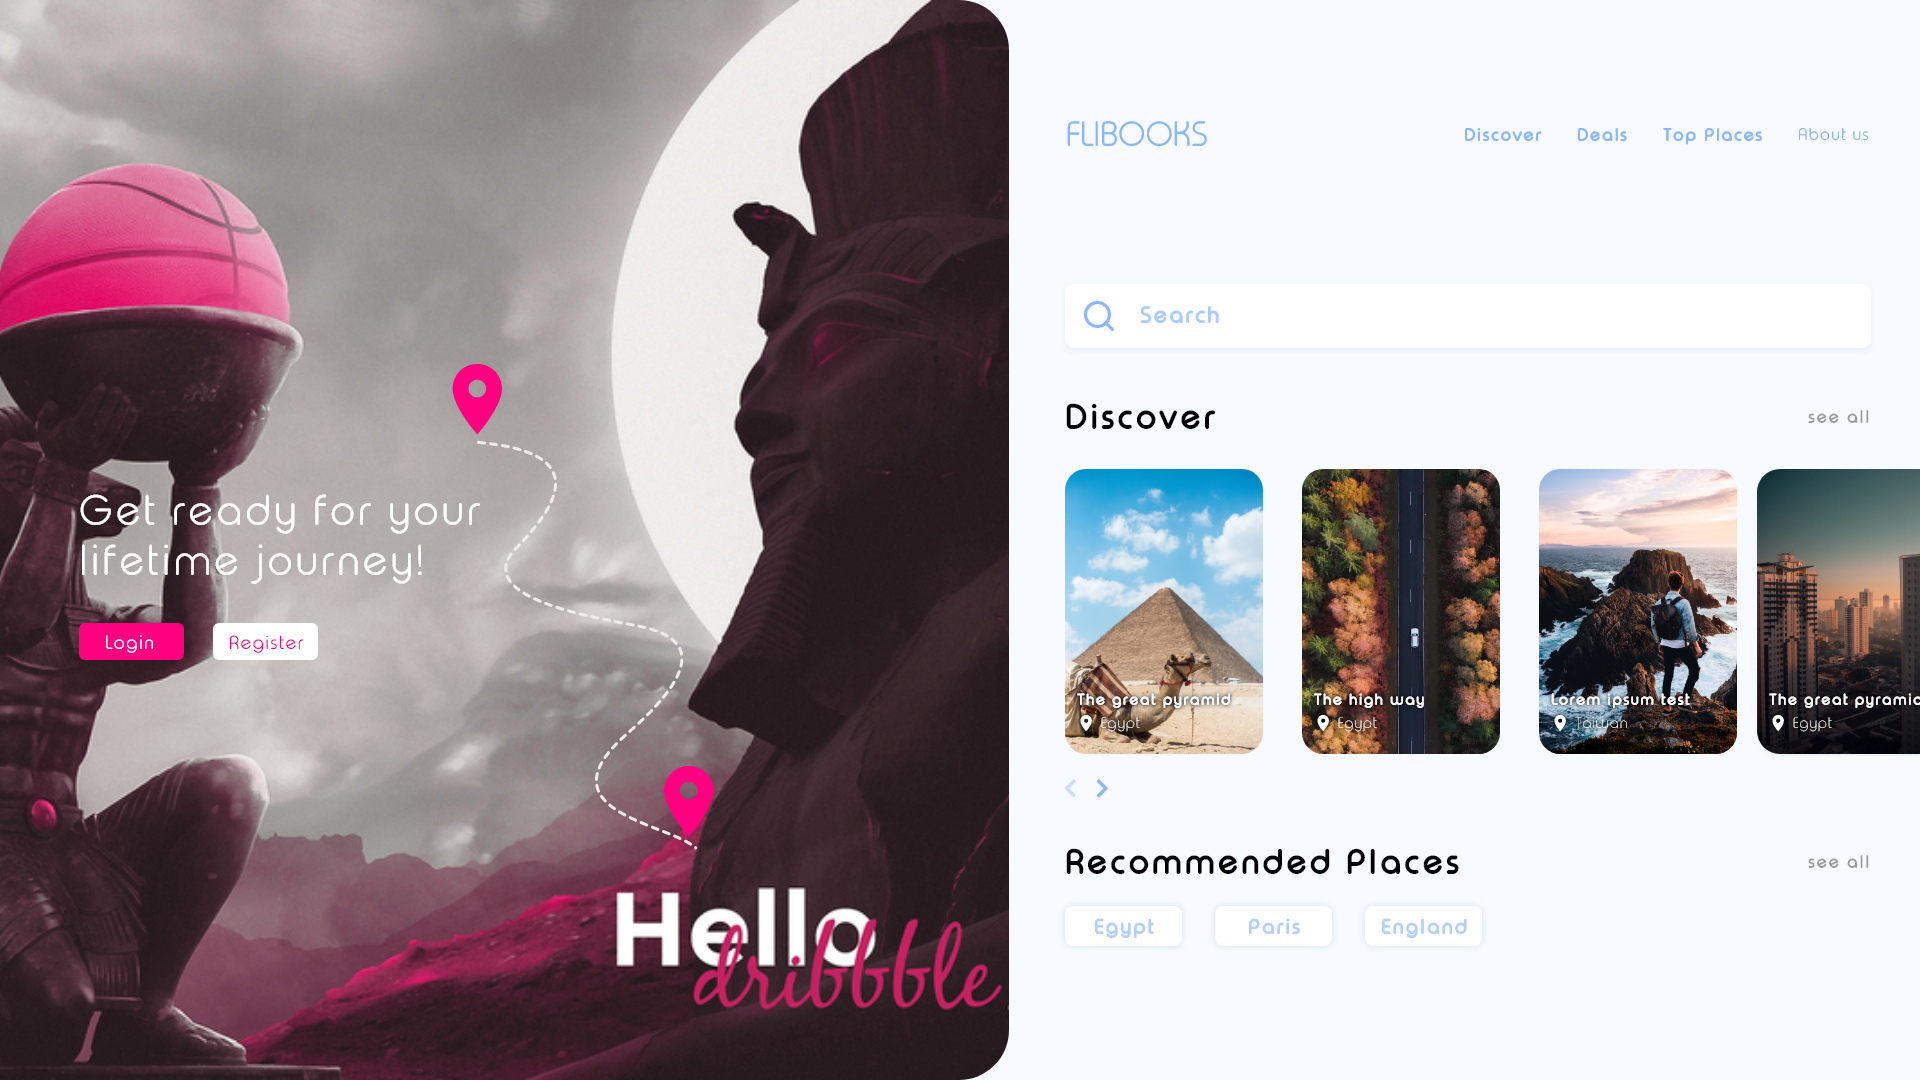 Get ready for your
lifetime journey!
Login
Register
Hello
dribbble
FLIBOOKS
Discover
Deals
Top Places
About us
Search
Discover
see all
The great pyramid
Egypt
The high way
Egypt
Lorem ipsum test
Taiwan
The great pyramid
Egypt
Recommended Places
see all
Egypt
Paris
England